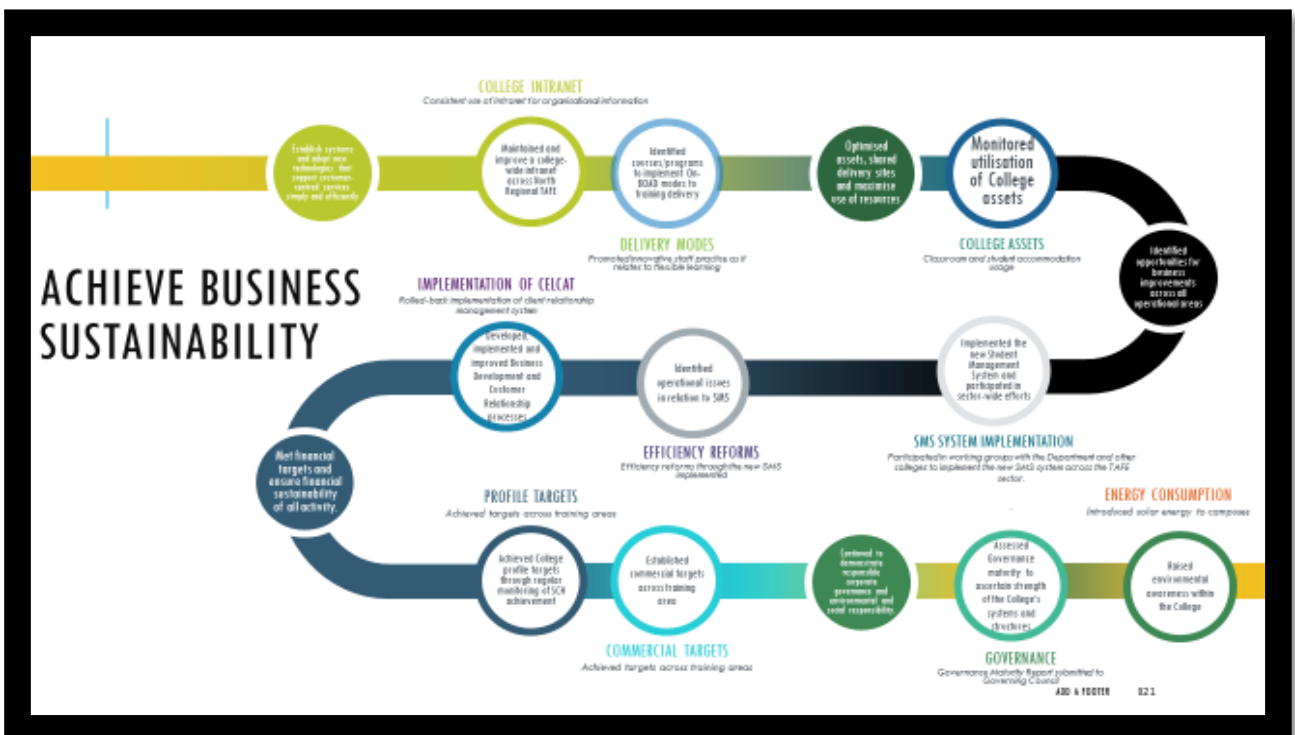 COLLEGE INTRANET
Consistent use of Intranet for organisational information
Establish systems
and adopt new
technologies that
support customer-
centred services
simply and efficiently
Maintained and
improve a college-
wide intranet
across North
Regional TAFE
Identified
courses/programs
to implement On-
ROAD modes to
training delivery
DELIVERY MODES
Promoted innovative staff practice as it
relates to flexible learning
Optimised
assets, shared
delivery sites
and maximise
use of resources
Monitored
utilisation
of College
assets
COLLEGE ASSETS
Classroom and student accommodation
usage
Identified
opportunities for
business
improvements
across all
operational areas
ACHIEVE BUSINESS
SUSTAINABILITY
IMPLEMENTATION OF CELCAT
Rolled-back implementation of client relationship
management system
Developed,
implemented and
improved Business
Development and
Customer
Relationship
processes
Identified
operational issues
in relation to SMS
EFFICIENCY REFORMS
Efficiency reforms through the new SMS
implemented
Implemented the
new Student
Management
System and
participated in
sector-wide efforts
SMS SYSTEM IMPLEMENTATION
Participated in working groups with the Department and other
colleges to implement the new SMS system across the TAFE
sector.
Met financial
targets and
ensure financial
sustainability
of all activity.
PROFILE TARGETS
Achieved targets across training areas
Achieved College
profile targets
through regular
monitoring of SCH
achievement
Established
commercial targets
across training
area
COMMERCIAL TARGETS
Achieved targets across training areas
Continued to
demonstrate
responsible
corporate
governance and
environmental and
social responsibility.
Assessed
Governance
maturity to
ascertain strength
of the College's
systems and
structures
GOVERNANCE
Governance Maturity Report submitted to
Governing Council
ENERGY CONSUMPTION
Introduced solar energy to campuses
Raised
environmental
awareness within
the College
ADD A FOOTER